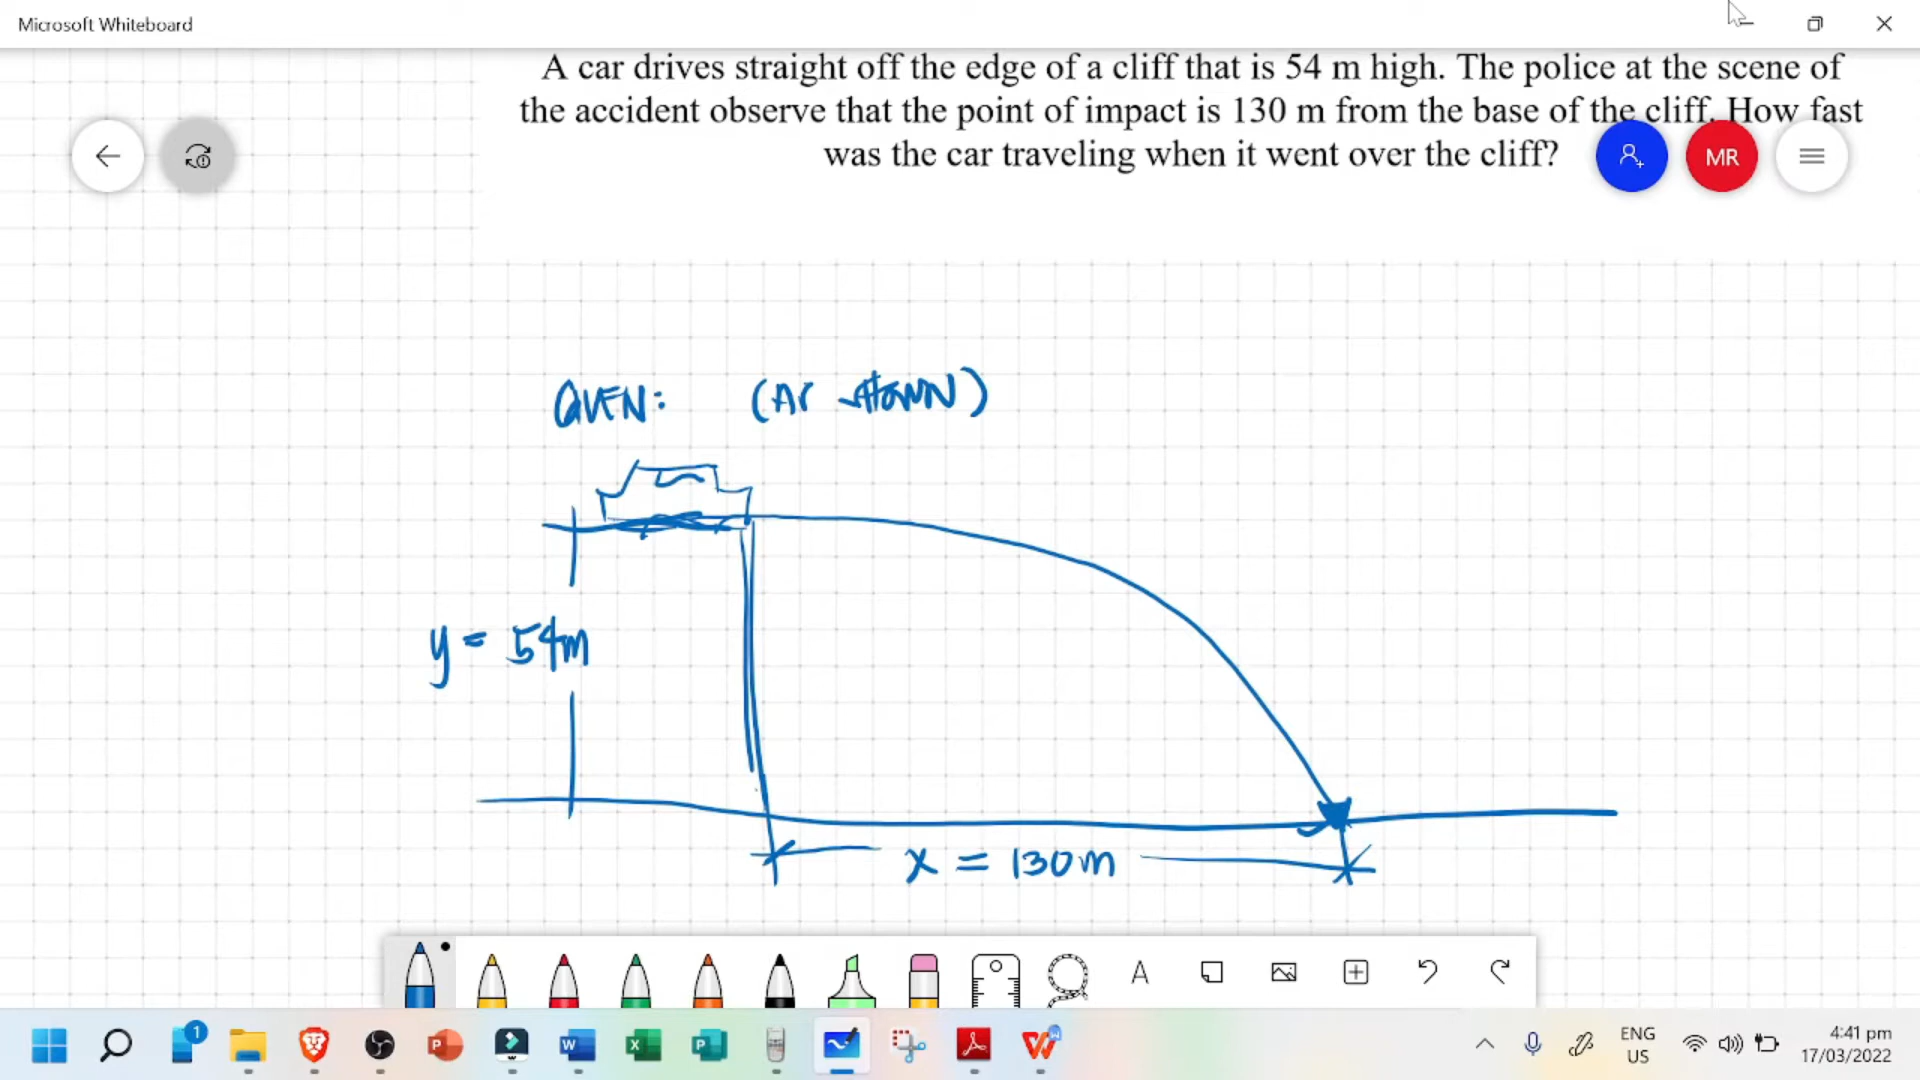 Microsoft Whiteboard
A car drives straight off the edge of a cliff that is 54 m high. The police at the scene of
the accident observe that the point of impact is 130 m from the base of the cliff. How fast
was the car traveling when it went over the cliff?
MR
GIVEN: (AS SHOWN)
y = 54m
x = 130m
A
1
P
W
X
P
W
ENG
US
4:41 pm
17/03/2022